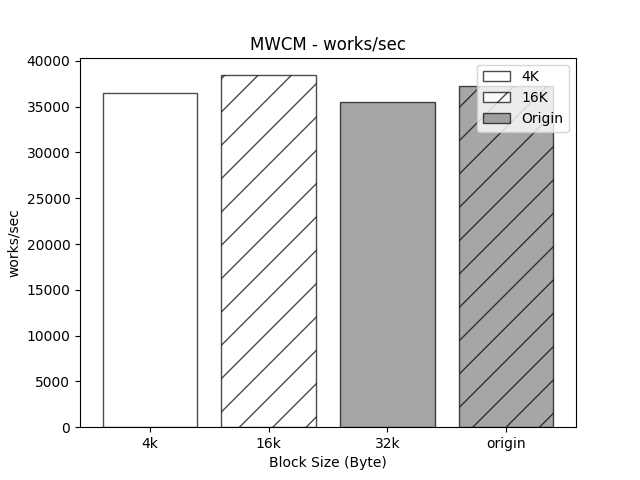 MWCM - works/sec
40000
35000
30000
25000
20000
15000
10000
5000
0
works/sec
4K
16K
Origin
4k
16k
32k
origin
Block Size (Byte)